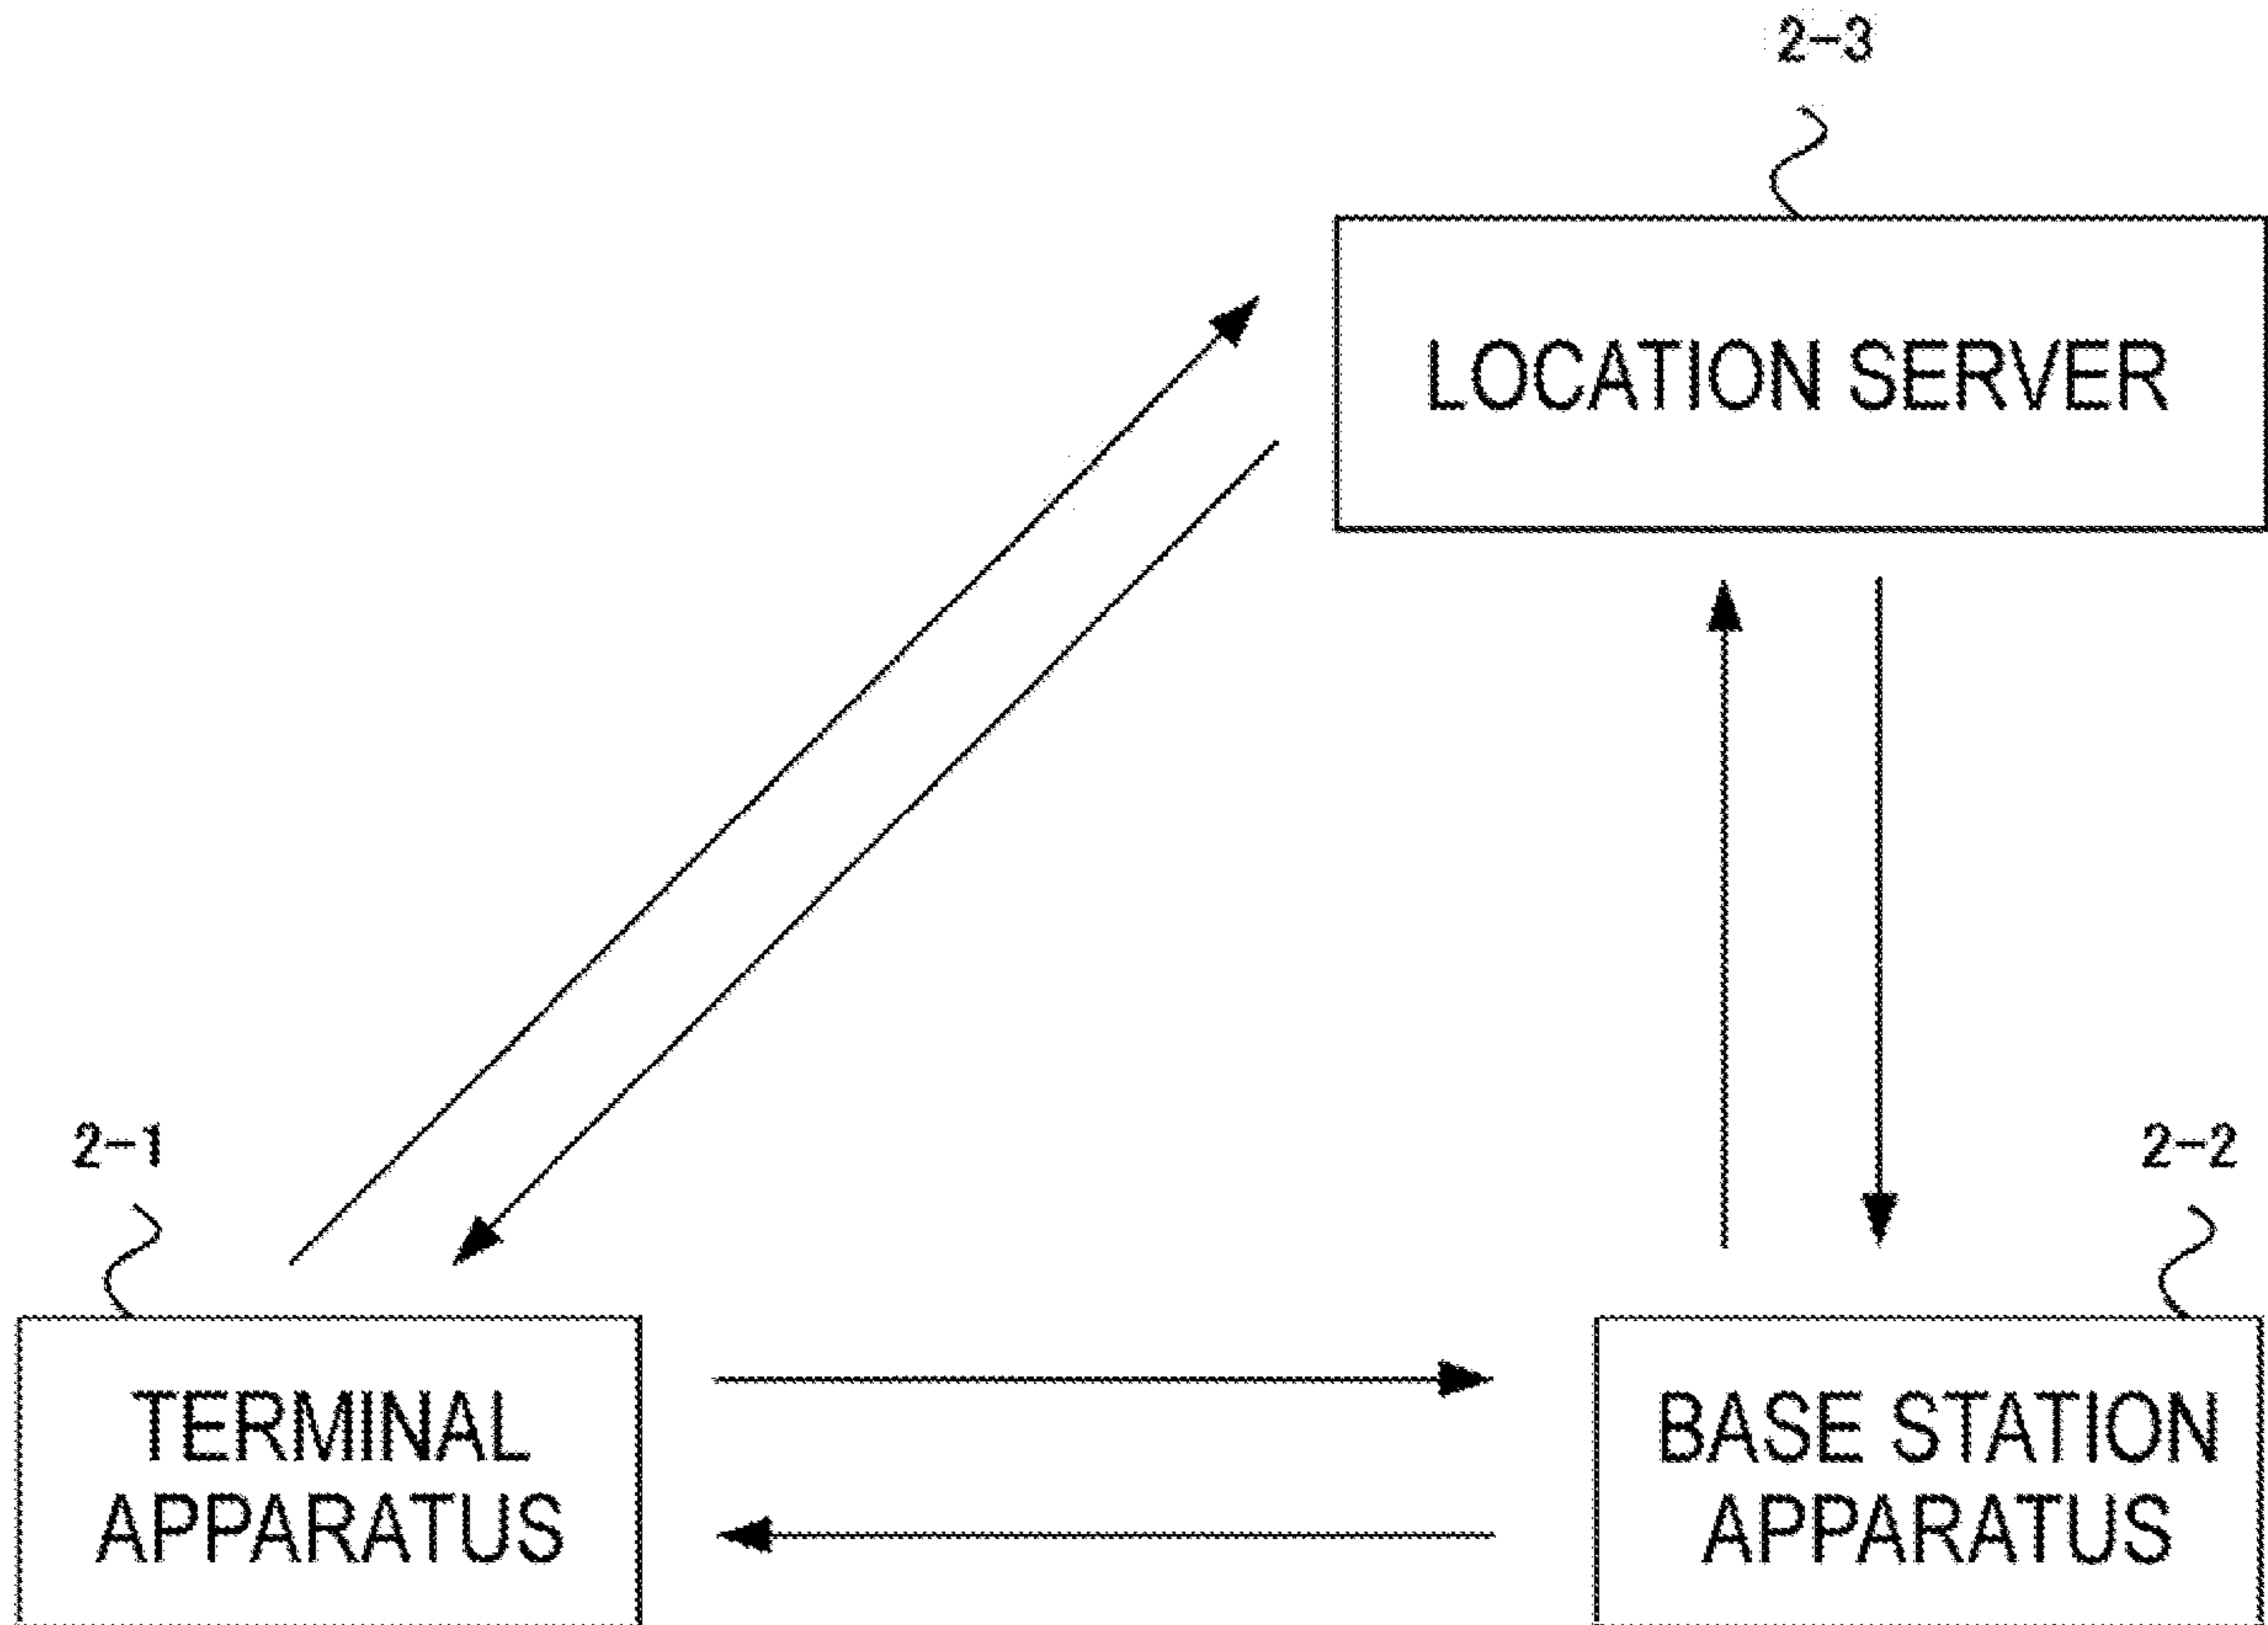 2-3
LOCATION SERVER
2-1
2-2
TERMINAL
APPARATUS
BASE STATION
APPARATUS